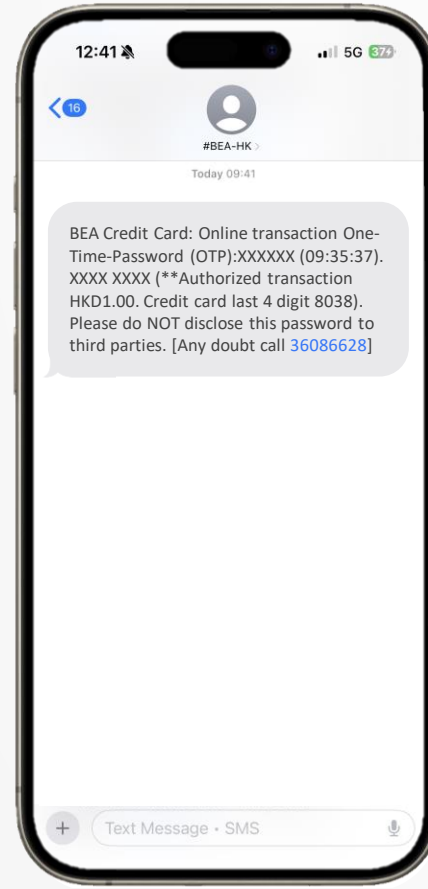 12:41
5G 37
16
#BEA-HK
Today 09:41
BEA Credit Card: Online transaction One-
Time-Password (OTP):XXXXXX (09:35:37).
XXXX XXXX (**Authorized transaction
HKD1.00. Credit card last 4 digit 8038).
Please do NOT disclose this password to
third parties. [Any doubt call 36086628]
Text Message • SMS